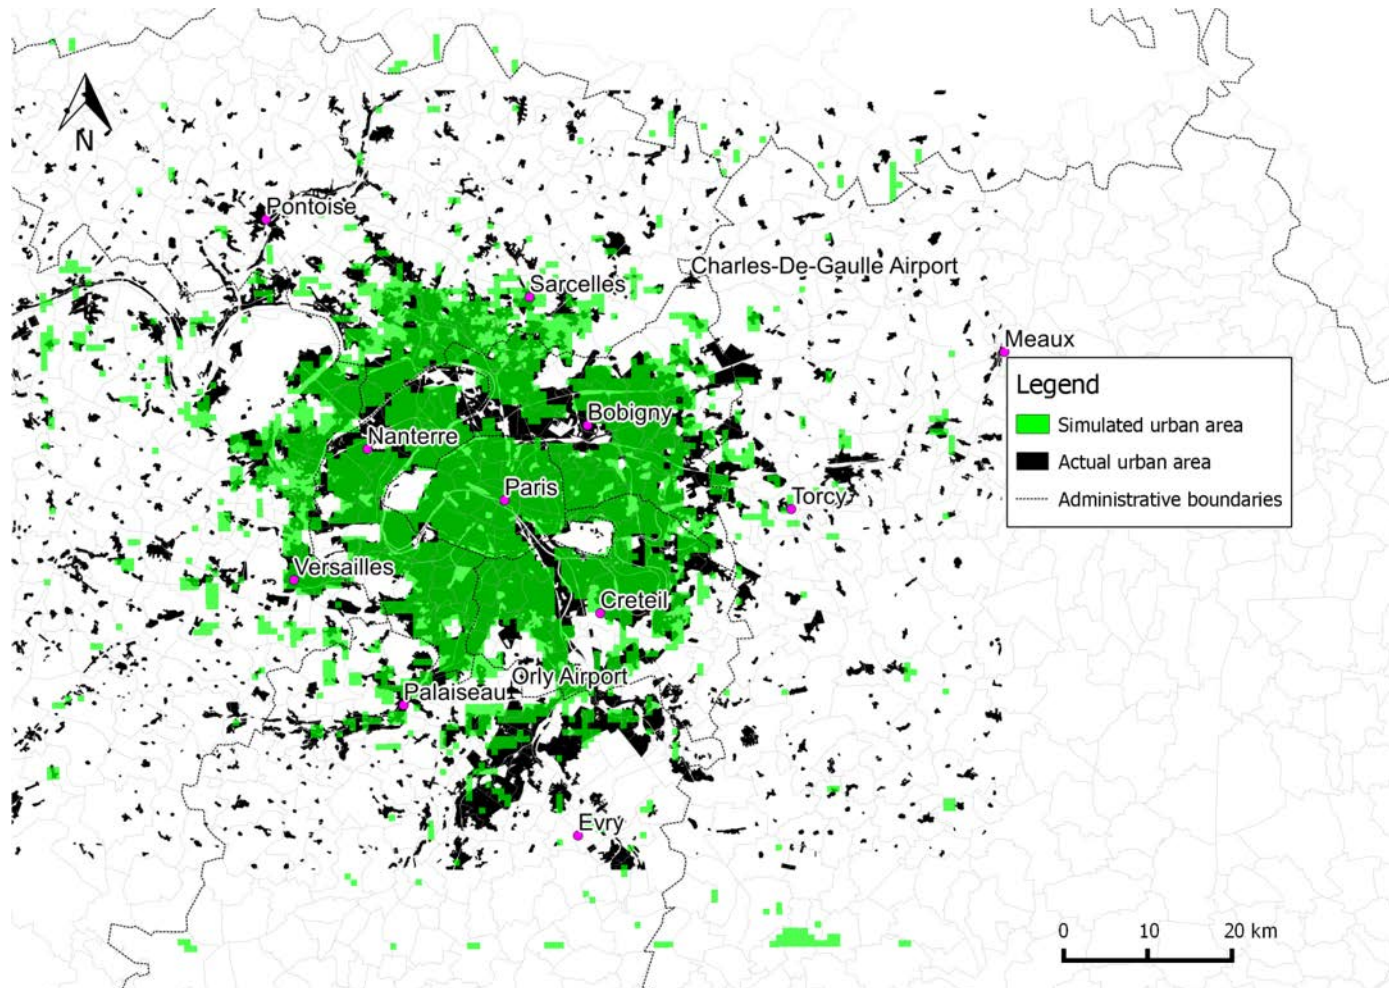 N
Pontoise
Charles-De-Gaulle Airport
Sarcelles
Meaux
Legend
Simulated urban area
Actual urban area
Administrative boundaries
Bobigny
Nanterre
Paris
Torcy
Versailles
Creteil
Orly Airport
Palaiseau
Evry
0 10 20 km